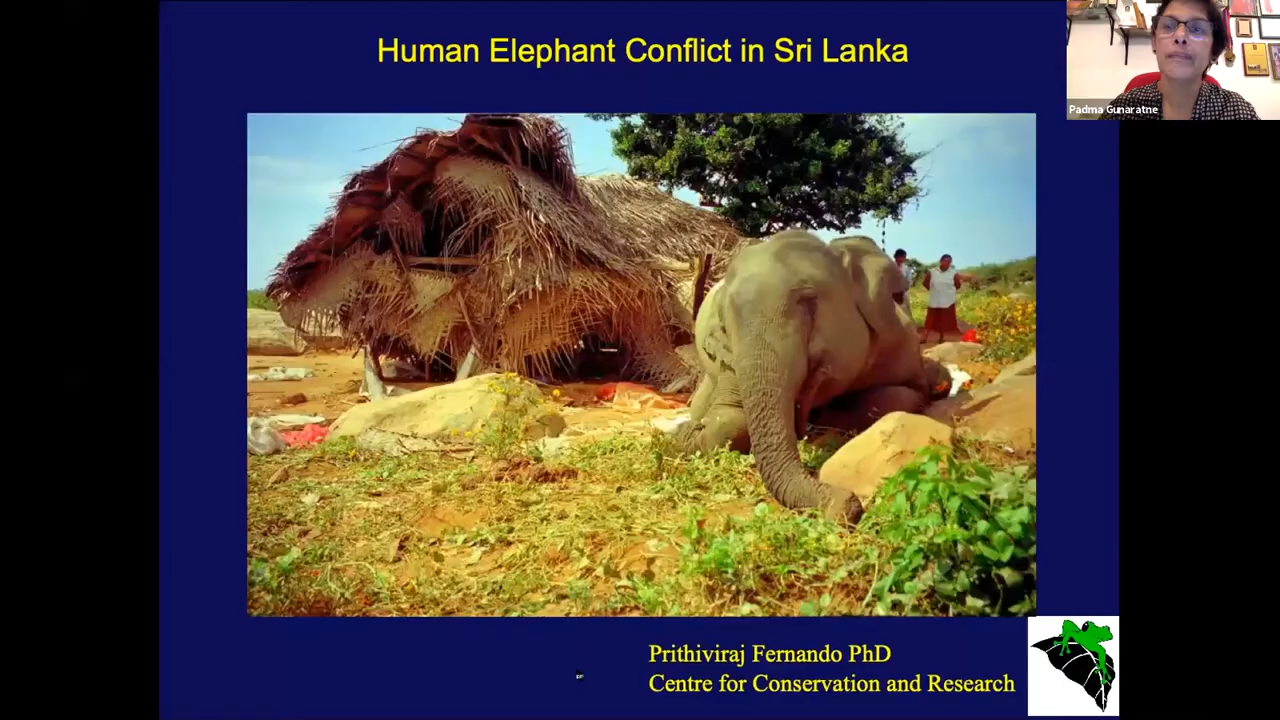 Human Elephant Conflict in Sri Lanka
Padma Gunaratne
Prithiviraj Fernando PhD
Centre for Conservation and Research